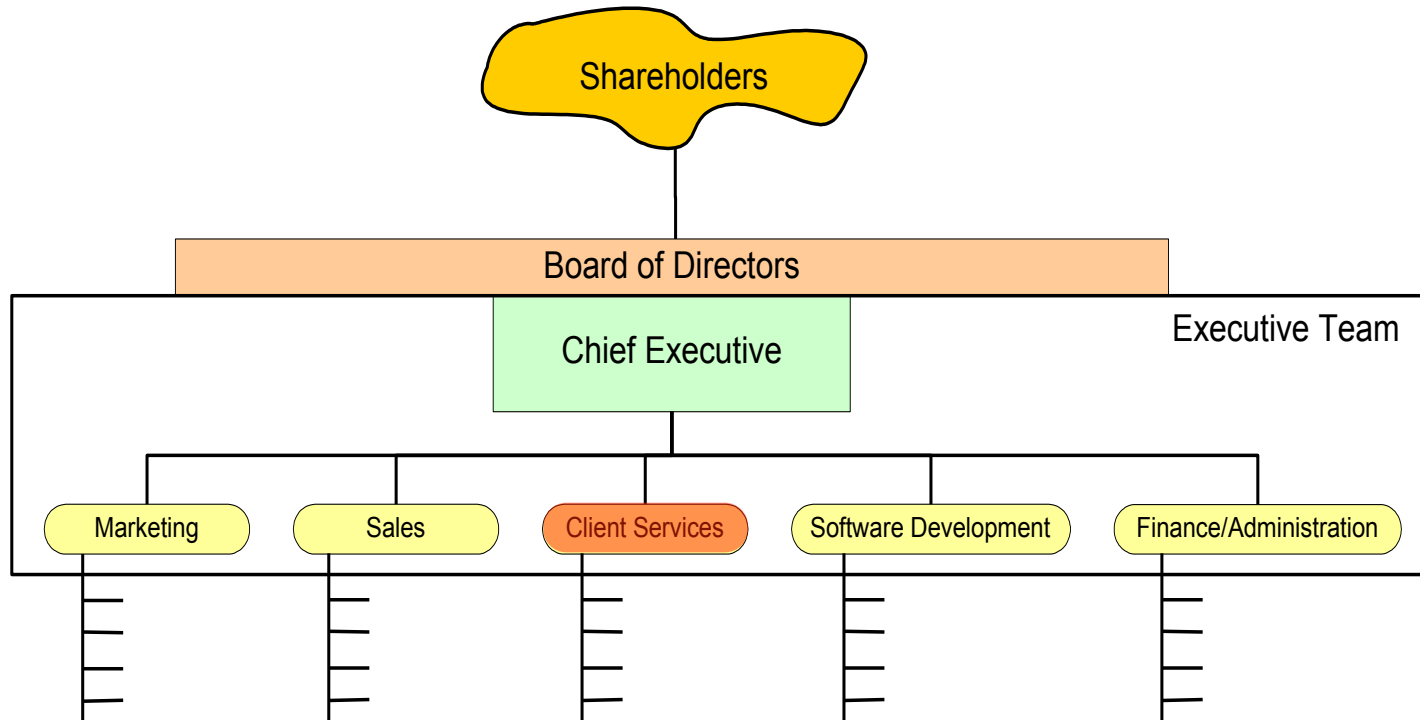 Shareholders
Board of Directors
Executive Team
Chief Executive
Marketing
Sales
Client Services
Software Development
Finance/Administration